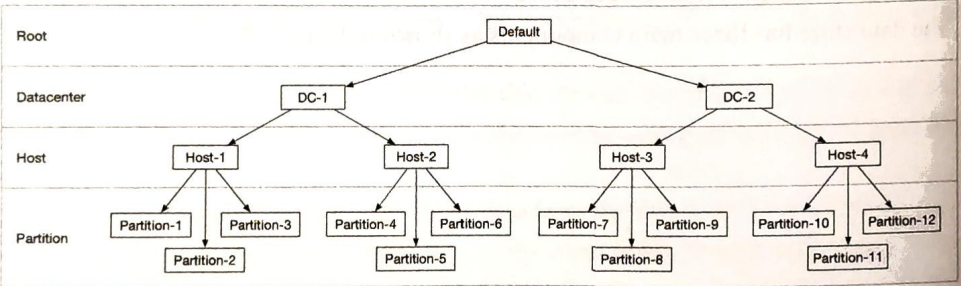 e data store
Root
Default
Datacenter
DC-1
DC-2
Host
Host-1
Host-2
Host-3
Host-4
Partition
Partition-1
Partition-3
Partition-4
Partition-6
Partition-7
Partition-9
Partition-10
Partition-12
Partition-2
Partition-5
Partition-8
Partition-11